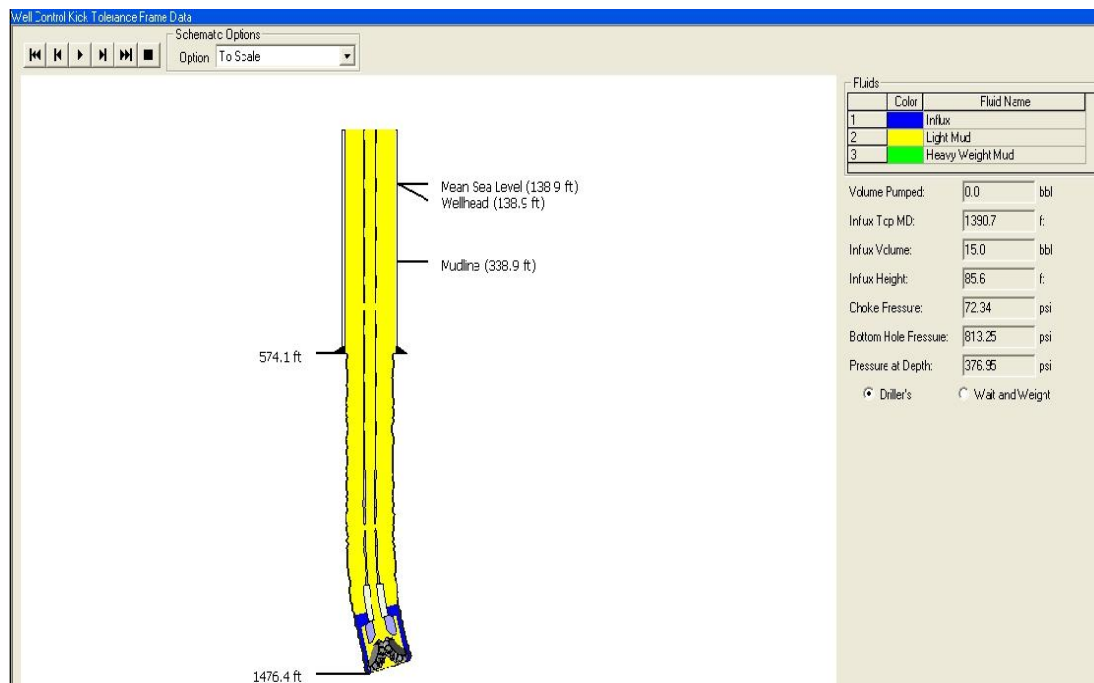 Well Control Kick Tolerance Frame Data
Schematic Options
Option To Scale
Mean Sea Level (138.9 ft)
Wellhead (138.9 ft)
Mudline (338.9 ft)
574.1 ft
1476.4 ft
Fluids
Color Fluid Name
1 Influx
2 Light Mud
3 Heavy Weight Mud
Volume Pumped: 0.0 bbl
Influx Top MD: 1390.7 ft
Influx Volume: 15.0 bbl
Influx Height: 85.6 ft
Choke Pressure: 72.34 psi
Bottom Hole Pressure: 813.25 psi
Pressure at Depth: 376.95 psi
Driller's Wait and Weight